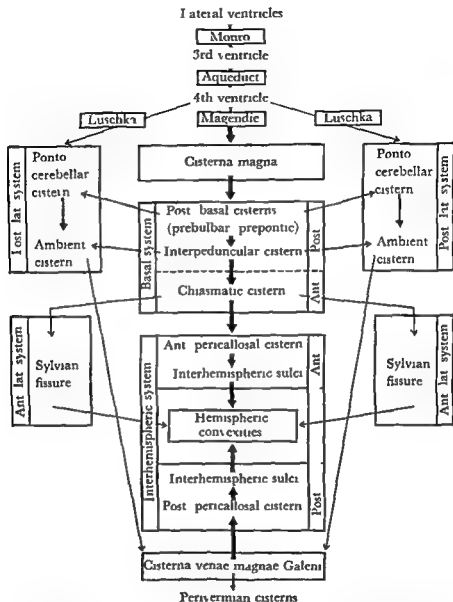 Lateral ventricles
Monro
3rd ventricle
Aqueduct
4th ventricle
Luschka
Magendie
Luschka
Cisterna magna
Post lat system
Ponto
cerebellar
cistern
Ambient
cistern
Basal system
Post basal cisterns
(prebulbar prepontic)
Interpeduncular cistern
Post
Chiasmatic cistern
Ant
Ponto
cerebellar
cistern
Ambient
cistern
Post lat system
Ant lat system
Sylvian
fissure
Interhemispheric system
Ant pericallosal cistern
Interhemispheric sulci
Ant
Hemispheric
convexities
Interhemispheric sulci
Post pericallosal cistern
Post
Sylvian
fissure
Ant lat system
Cisterna venae magnae Galeni
Perivermian cisterns